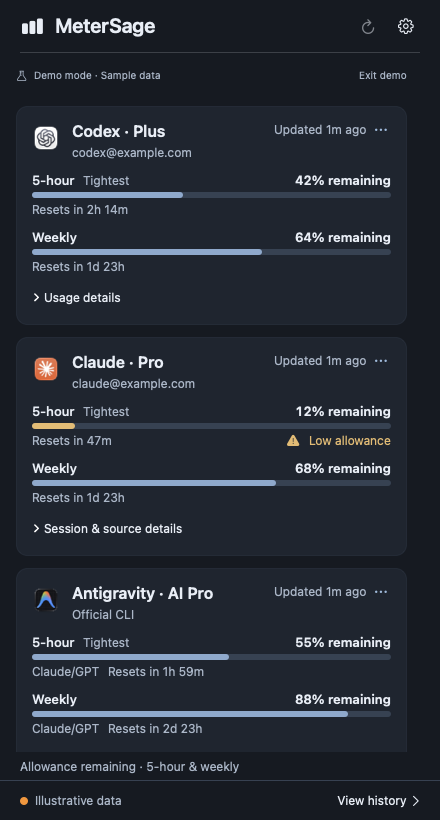 MeterSage
Demo mode · Sample data
Exit demo
Codex · Plus
Updated 1m ago ···
codex@example.com
5-hour Tightest
42% remaining
Resets in 2h 14m
Weekly
64% remaining
Resets in 1d 23h
Usage details
Claude · Pro
Updated 1m ago ···
claude@example.com
5-hour Tightest
12% remaining
Resets in 47m
Low allowance
Weekly
68% remaining
Resets in 1d 23h
Session & source details
Antigravity · AI Pro
Updated 1m ago ···
Official CLI
5-hour Tightest
55% remaining
Claude/GPT Resets in 1h 59m
Weekly
88% remaining
Claude/GPT Resets in 2d 23h
Allowance remaining · 5-hour & weekly
Illustrative data
View history